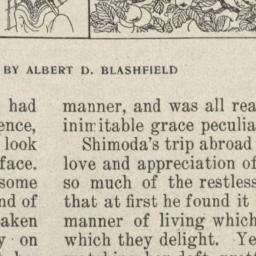 BY ALBERT D. BLASHFIELD
had
ence,
look
face.
some
nd of
aken
y on
manner, and was all rea
inimitable grace peculia
Shimoda's trip abroad
love and appreciation of
so much of the restless
that at first he found it
manner of living which
which they delight. Ye